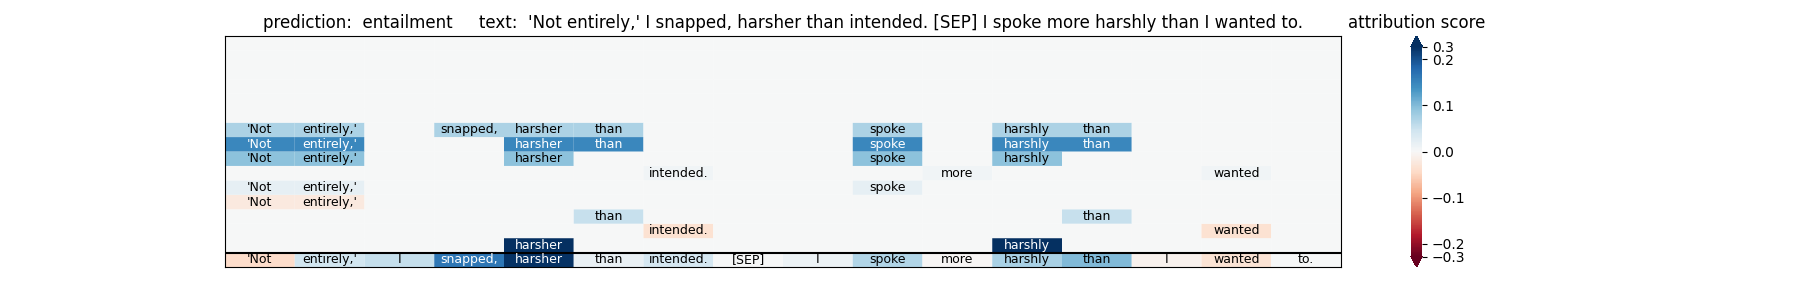 prediction:  entailment     text:  'Not entirely,' I snapped, harsher than intended. [SEP] I spoke more harshly than I wanted to.     attribution score
'Not entirely,' snapped, harsher than spoke harshly than
'Not entirely,' harsher than spoke harshly than
'Not entirely,' harsher spoke harshly
intended. more wanted
'Not entirely,' spoke
'Not entirely,'
than than
intended. wanted
harsher harshly
'Not entirely,' I snapped, harsher than intended. [SEP] I spoke more harshly than I wanted to.
0.3
0.2
0.1
0.0
−0.1
−0.2
−0.3